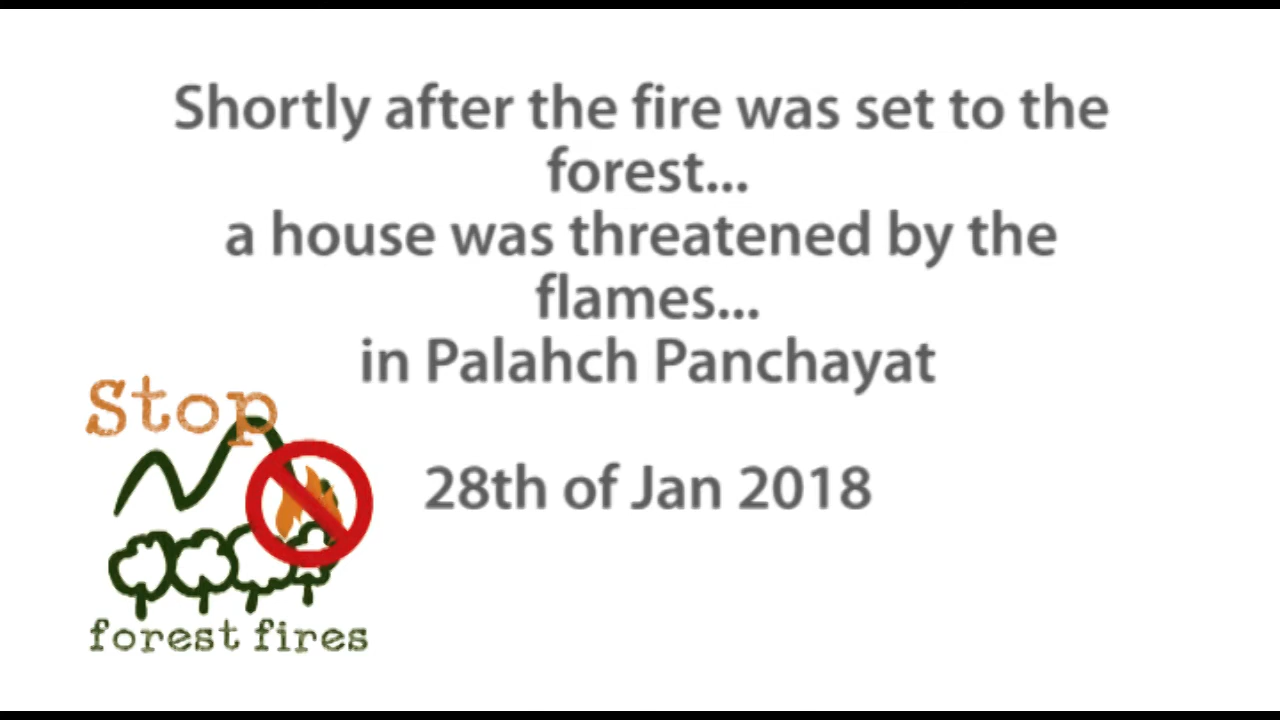 Shortly after the fire was set to the
forest...
a house was threatened by the
flames...
in Palahch Panchayat
28th of Jan 2018
Stop
forest fires